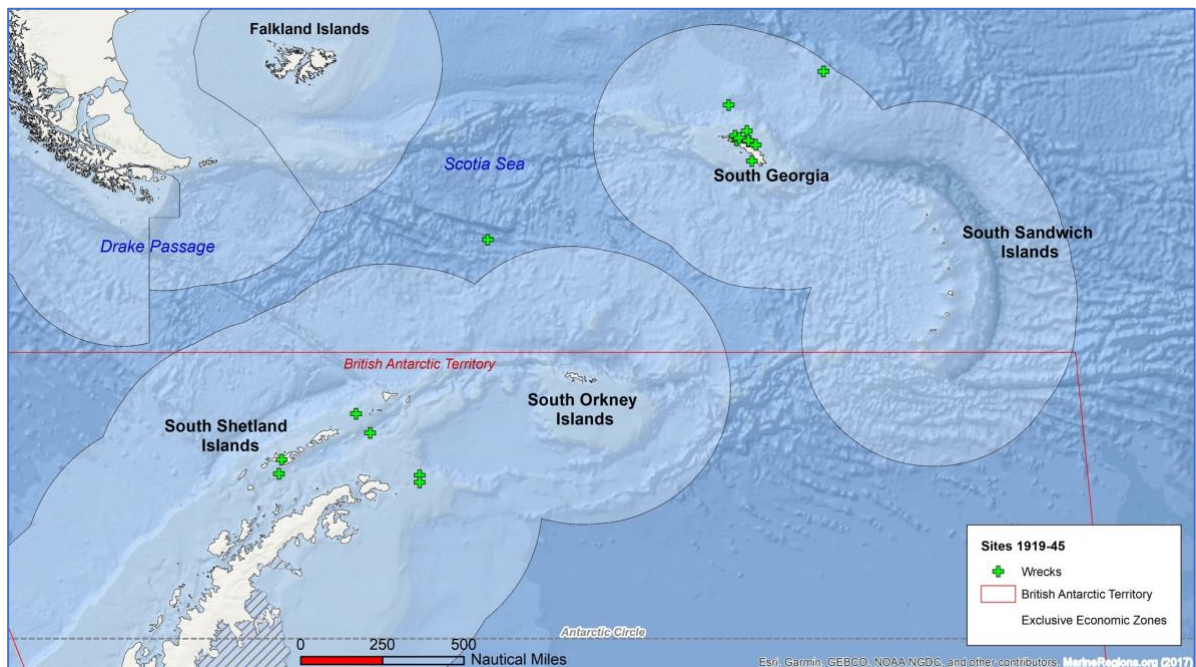 Falkland Islands
Scotia Sea
South Georgia
Drake Passage
South Sandwich
Islands
British Antarctic Territory
South Orkney
Islands
South Shetland
Islands
Sites 1919-45
Wrecks
British Antarctic Territory
Exclusive Economic Zones
Antarctic Circle
0 250 500
Nautical Miles
Esri, Garmin, GEBCO, NOAA NGDC, and other contributors, MarineRegions.org (2017)